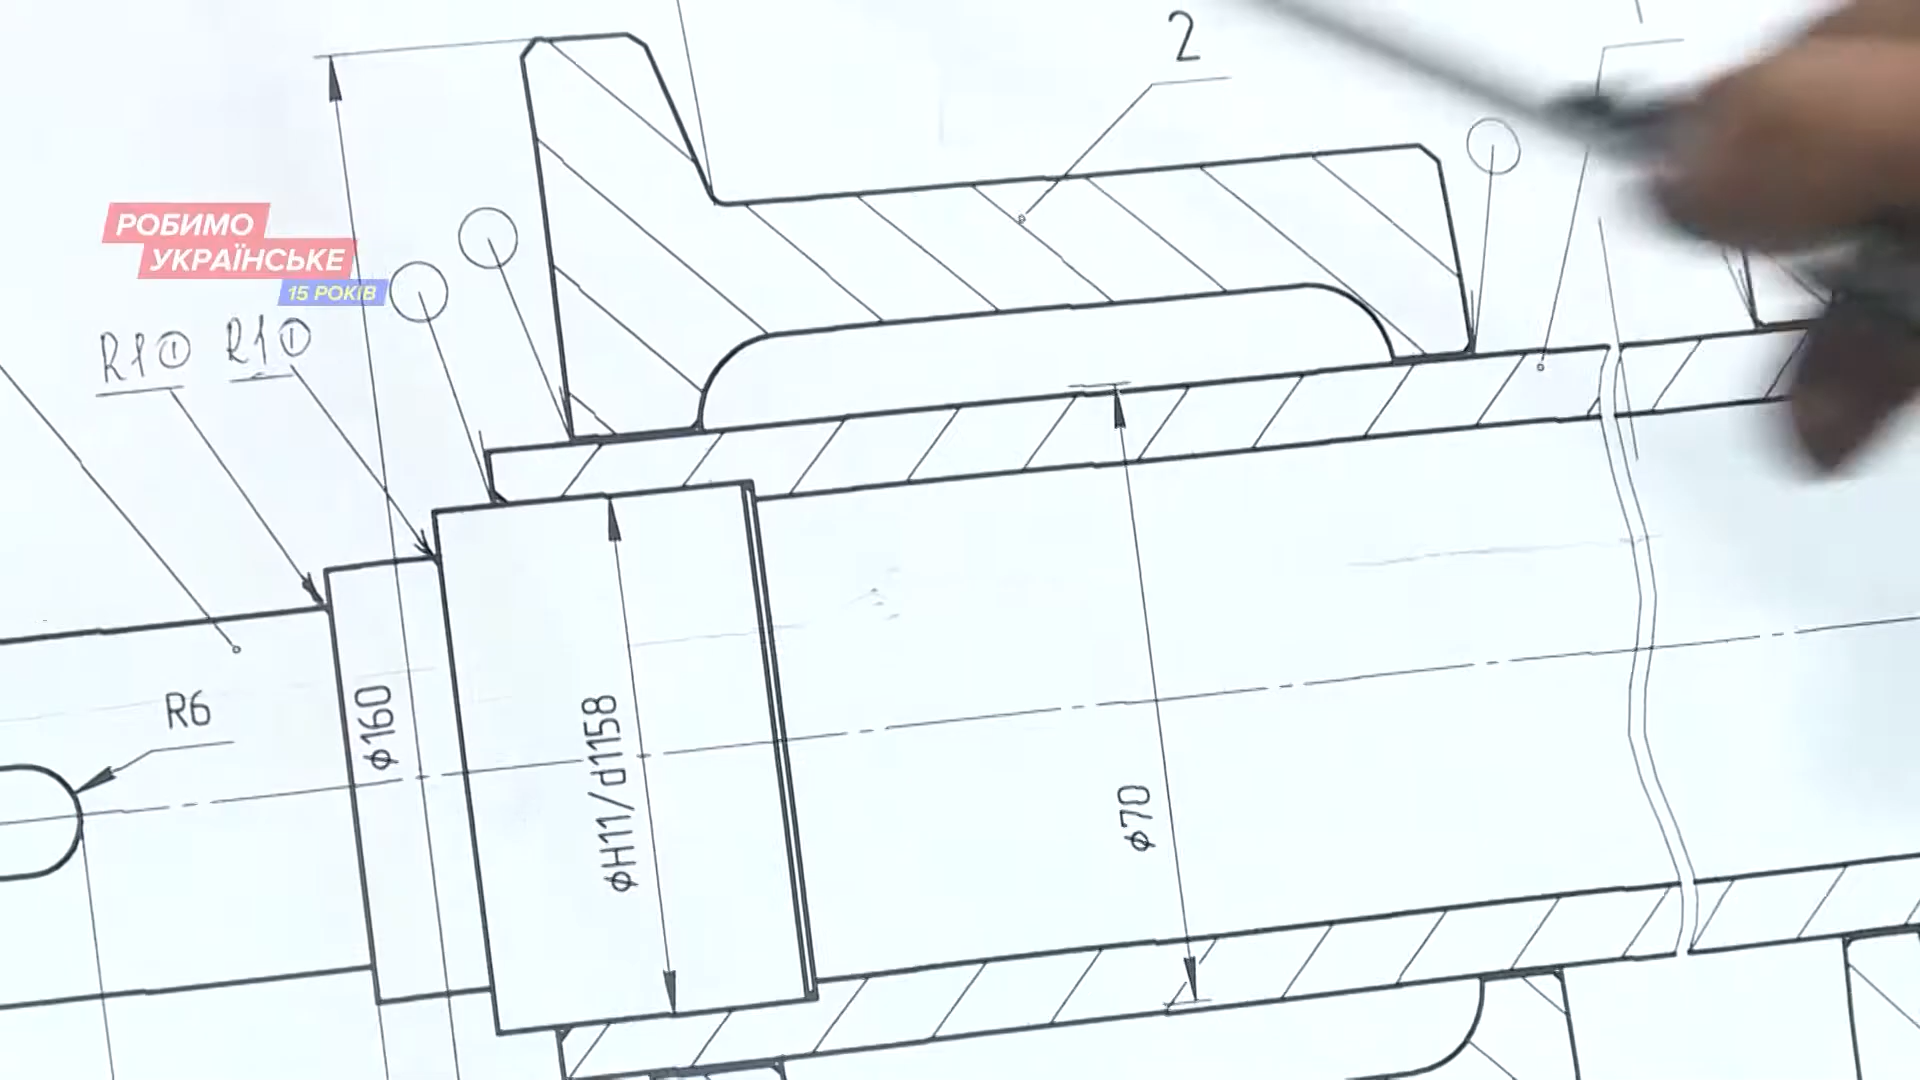 2
РОБИМО
УКРАЇНСЬКЕ
15 РОКІВ
R1① R1①
R6
ϕ160
ϕH11/d1158
ϕ70